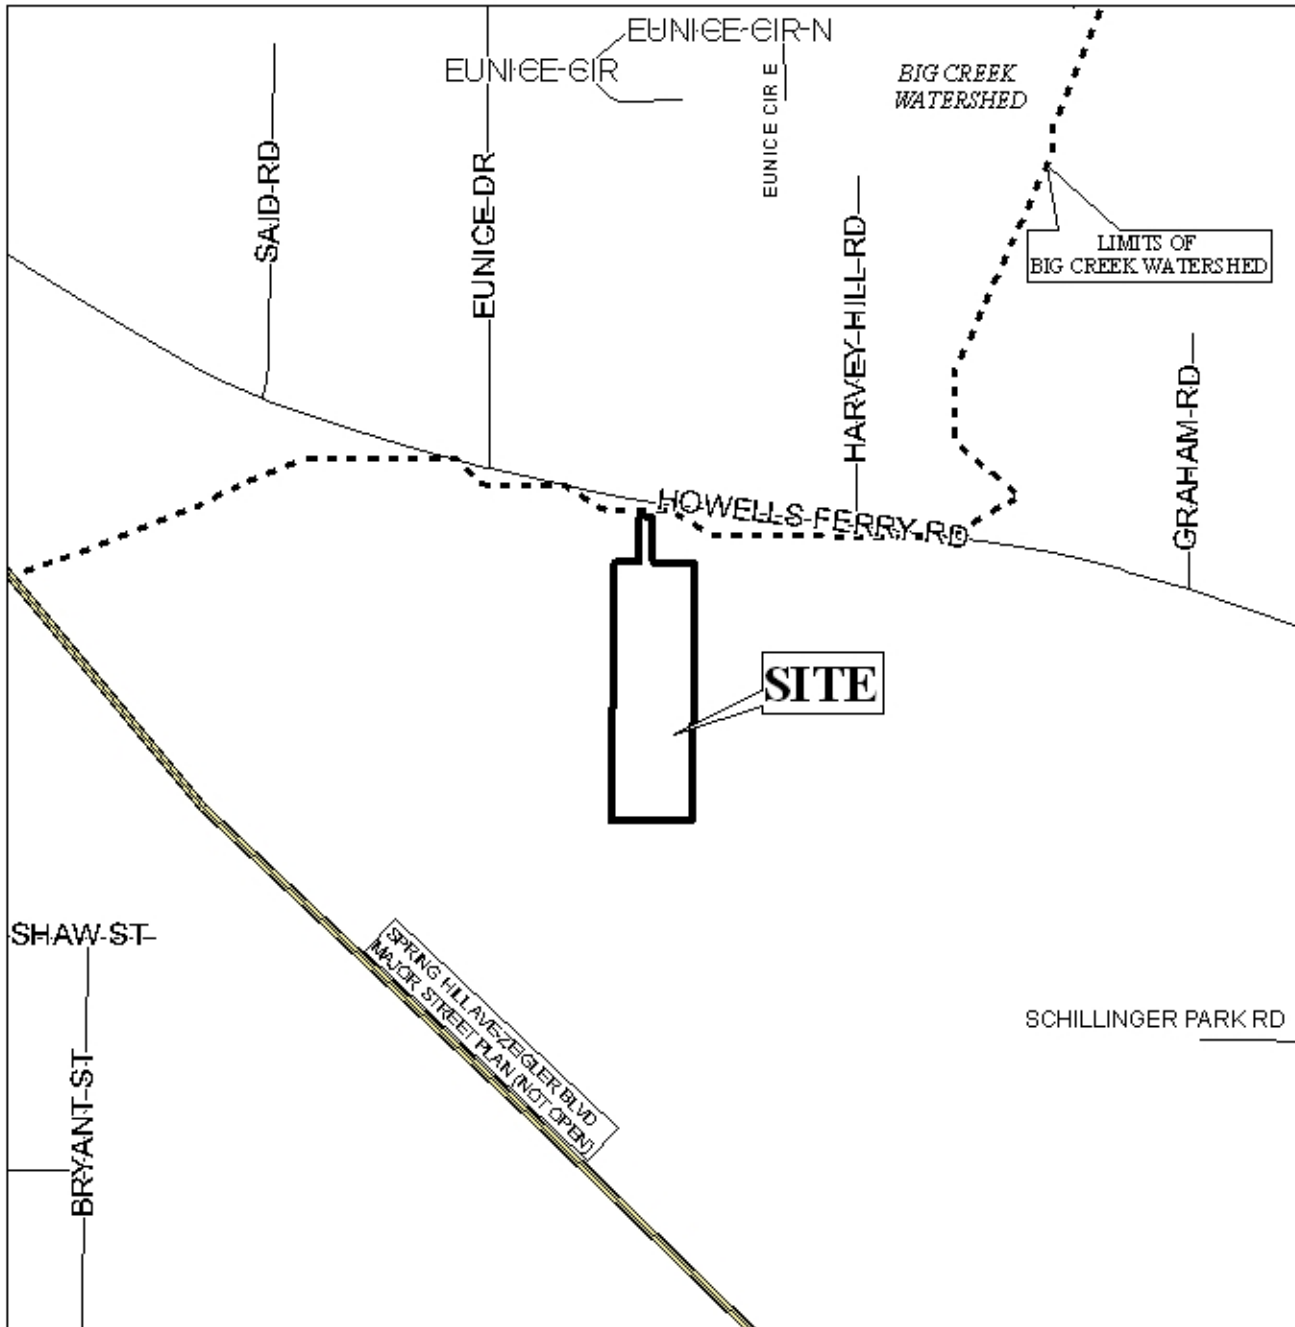 EUNICE-CIR-N
EUNICE-CIR
EUNICE CIR E
BIG CREEK
WATERSHED
SAID-RD
EUNICE-DR
HARVEY-HILL-RD
LIMITS OF
BIG CREEK WATERSHED
GRAHAM-RD
HOWELLS-FERRY-RD
SITE
SHAW-ST
SPRING HILL AVE-ZEIGLER BLVD
MAJOR STREET PLAN (NOT OPEN)
SCHILLINGER PARK RD
BRYANT-ST